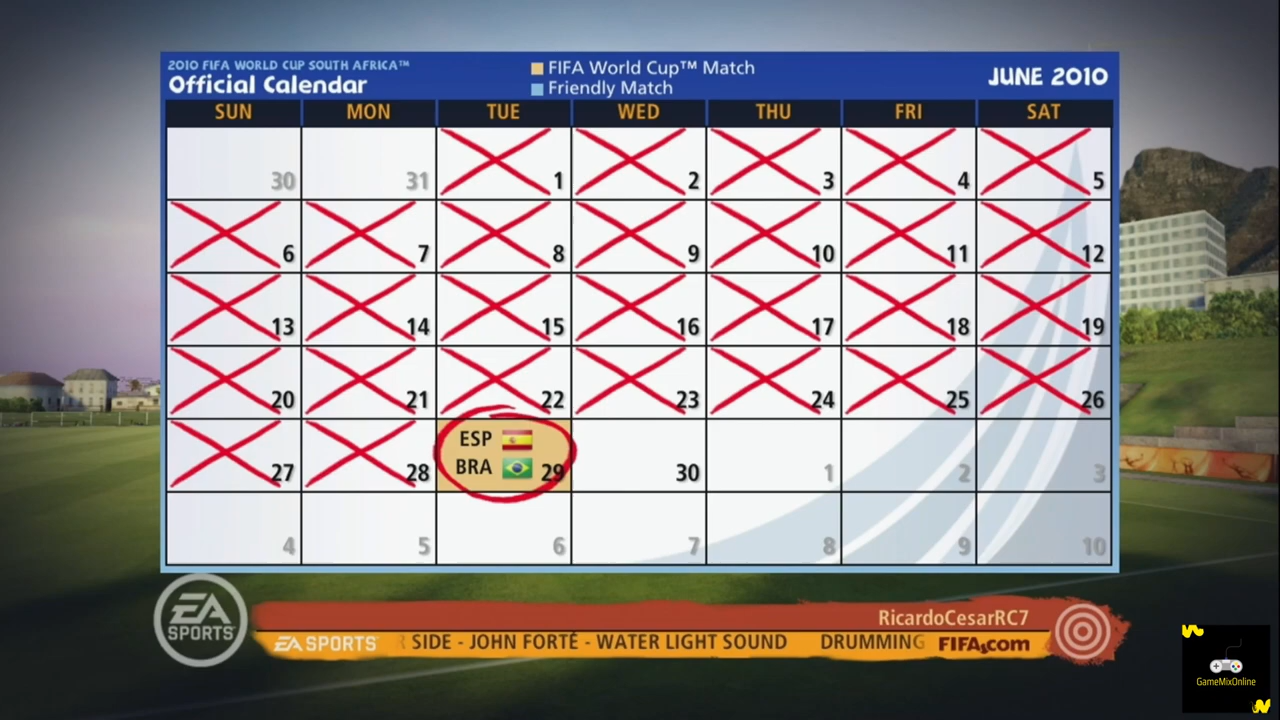 2010 FIFA WORLD CUP SOUTH AFRICA™
Official Calendar
FIFA World Cup™ Match
Friendly Match
JUNE 2010
SUN MON TUE WED THU FRI SAT
30 31 1 2 3 4 5
6 7 8 9 10 11 12
13 14 15 16 17 18 19
20 21 22 23 24 25 26
ESP
BRA
27 28 29 30 1 2 3
4 5 6 7 8 9 10
EA
SPORTS
RicardoCesarRC7
EA SPORTS SIDE - JOHN FORTÉ - WATER LIGHT SOUND DRUMMING FIFA.com
GameMixOnline